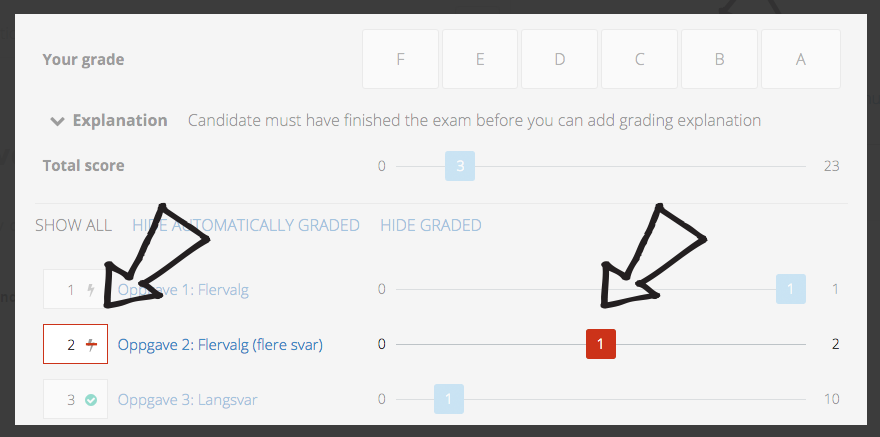 Your grade F E D C B A
Explanation Candidate must have finished the exam before you can add grading explanation
Total score 0 3 23
SHOW ALL HIDE AUTOMATICALLY GRADED HIDE GRADED
1 Oppgave 1: Flervalg 0 1 1
2 Oppgave 2: Flervalg (flere svar) 0 1 2
3 Oppgave 3: Langsvar 0 1 10